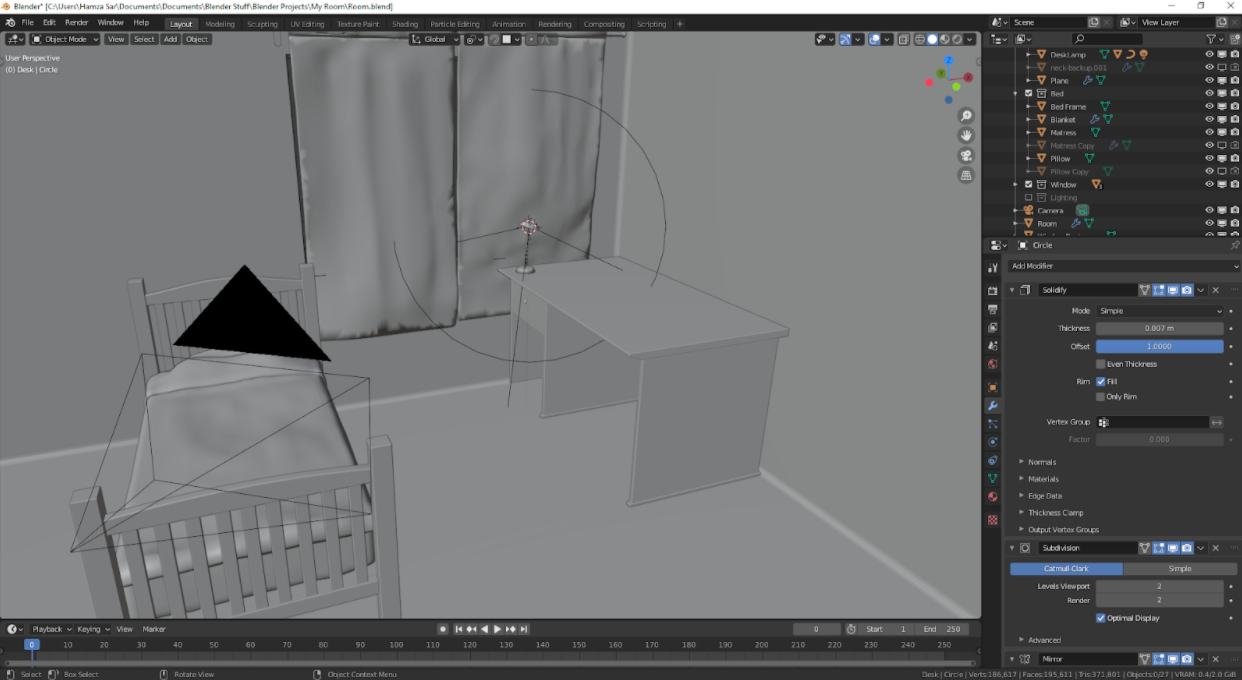 Blender* [C:\Users\Hamza Sar\Documents\Documents\Blender Stuff\Blender Projects\My Room\Room.blend]
File Edit Render Window Help Layout Modeling Sculpting UV Editing Texture Paint Shading Particle Editing Animation Rendering Compositing Scripting + Scene View Layer
Object Mode View Select Add Object Global
User Perspective
(0) Desk | Circle
DeskLamp
neck-backup.001
Plane
Bed
Bed Frame
Blanket
Matress
Matress Copy
Pillow
Pillow Copy
Window
Lighting
Camera
Room
Circle
Add Modifier
Solidify
Mode Simple
Thickness 0.007 m
Offset 1.0000
Even Thickness
Rim Fill
Only Rim
Vertex Group
Factor 0.000
Normals
Materials
Edge Data
Thickness Clamp
Output Vertex Groups
Subdivision
Catmull-Clark Simple
Levels Viewport 2
Render 2
Optimal Display
Advanced
Mirror
Playback Keying View Marker 0 Start 1 End 250
0 10 20 30 40 50 60 70 80 90 100 110 120 130 140 150 160 170 180 190 200 210 220 230 240 250
Select Box Select Rotate View Object Context Menu Desk | Circle | Verts:186,617 | Faces:195,611 | Tris:371,801 | Objects:0/27 | VRAM: 0.4/2.0 GiB